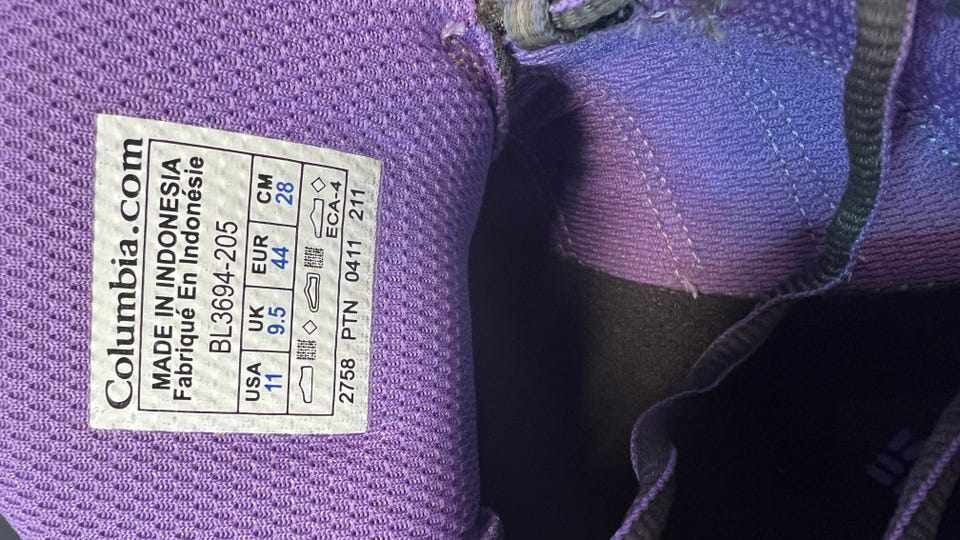 Columbia.com
MADE IN INDONESIA
Fabriqué En Indonésie
BL3694-205
USA UK EUR CM
11 9.5 44 28
ECA-4
2758 PTN 0411 211